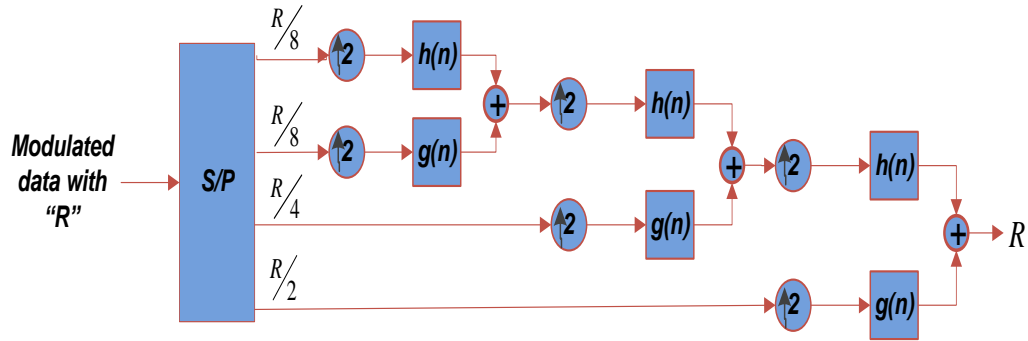 R/8
2
h(n)
+
2
h(n)
R/8
2
g(n)
+
2
h(n)
Modulated
data with
“R”
S/P
R/4
2
g(n)
+
R
R/2
2
g(n)